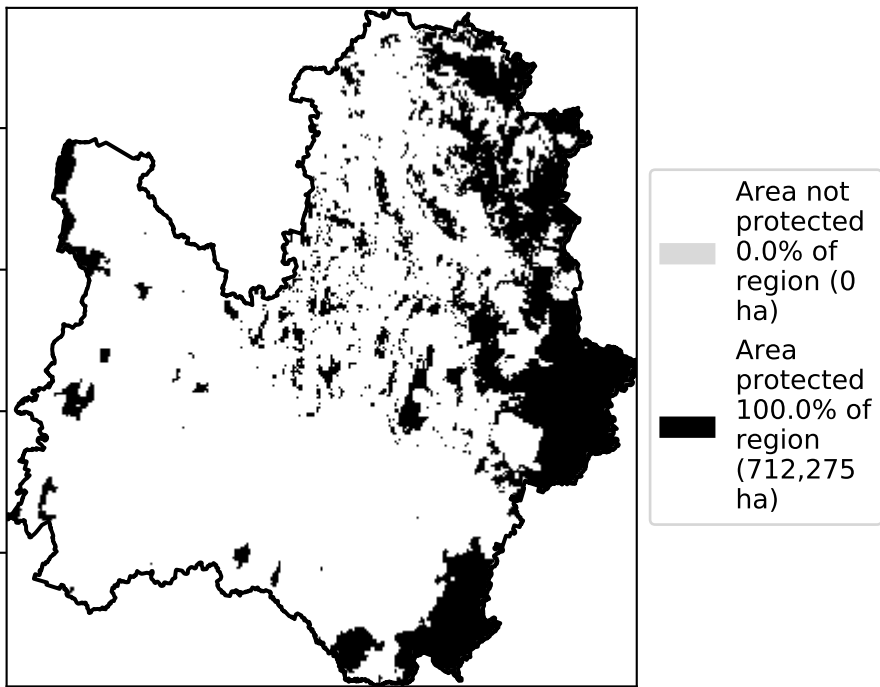 Area not
protected
0.0% of
region (0
ha)
Area
protected
100.0% of
region
(712,275
ha)